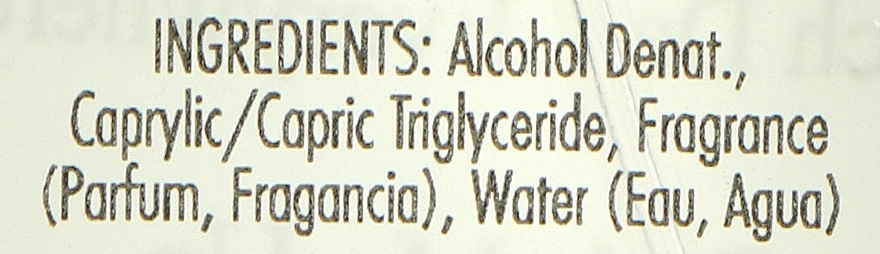 INGREDIENTS: Alcohol Denat.,
Caprylic/Capric Triglyceride, Fragrance
(Parfum, Fragancia), Water (Eau, Agua)